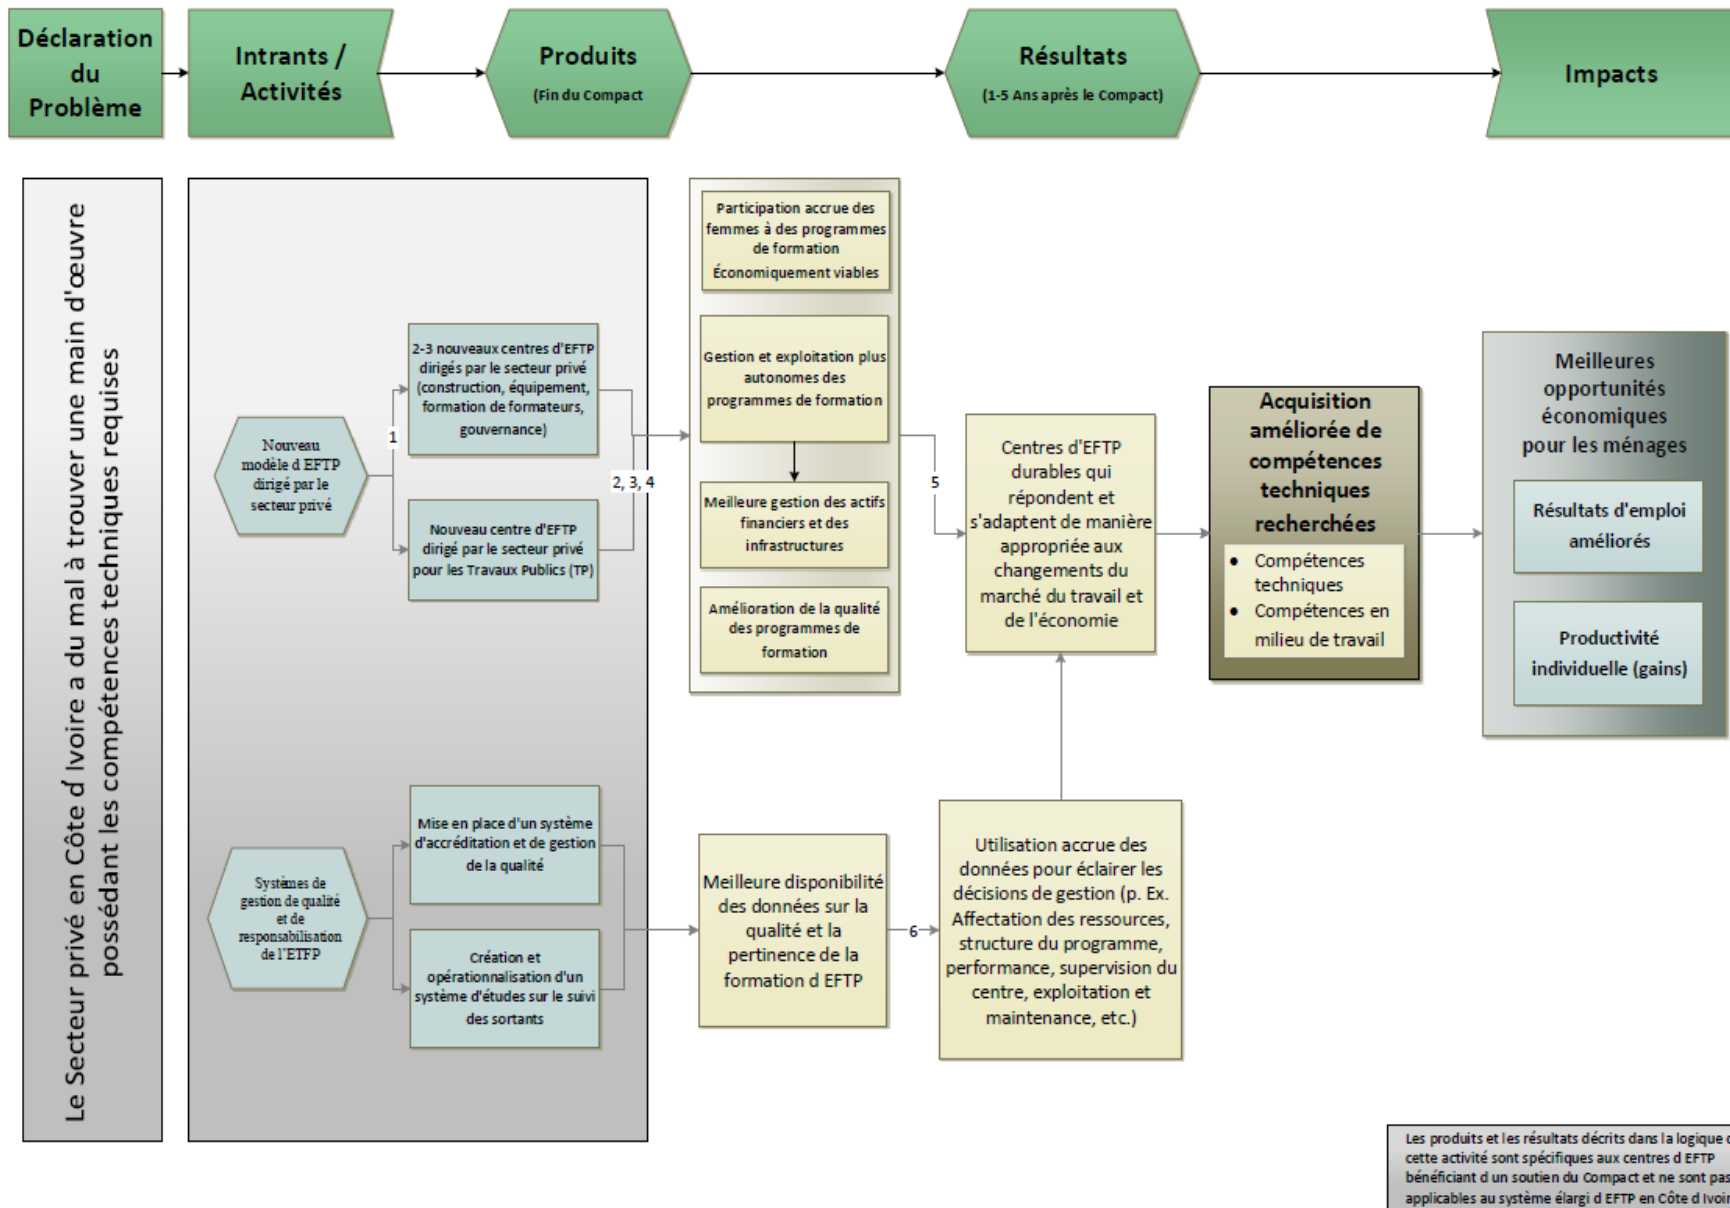 Déclaration
du
Problème
Intrants /
Activités
Produits
(Fin du Compact
Résultats
(1-5 Ans après le Compact)
Impacts
Le Secteur privé en Côte d Ivoire a du mal à trouver une main d'œuvre
possédant les compétences techniques requises
Nouveau
modèle d EFTP
dirigé par le
secteur privé
1
2-3 nouveaux centres d'EFTP
dirigés par le secteur privé
(construction, équipement,
formation de formateurs,
gouvernance)
Nouveau centre d'EFTP
dirigé par le secteur privé
pour les Travaux Publics (TP)
2, 3, 4
Participation accrue des
femmes à des programmes
de formation
Économiquement viables
Gestion et exploitation plus
autonomes des
programmes de formation
Meilleure gestion des actifs
financiers et des
infrastructures
Amélioration de la qualité
des programmes de
formation
5
Centres d'EFTP
durables qui
répondent et
s'adaptent de manière
appropriée aux
changements du
marché du travail et
de l'économie
Acquisition
améliorée de
compétences
techniques
recherchées
• Compétences
techniques
• Compétences en
milieu de travail
Meilleures
opportunités
économiques
pour les ménages
Résultats d'emploi
améliorés
Productivité
individuelle (gains)
Systèmes de
gestion de qualité
et de
responsabilisation
de l'ETFP
Mise en place d'un système
d'accréditation et de gestion
de la qualité
Création et
opérationnalisation d'un
système d'études sur le suivi
des sortants
Meilleure disponibilité
des données sur la
qualité et la
pertinence de la
formation d EFTP
6
Utilisation accrue des
données pour éclairer les
décisions de gestion (p. Ex.
Affectation des ressources,
structure du programme,
performance, supervision du
centre, exploitation et
maintenance, etc.)
Les produits et les résultats décrits dans la logique
cette activité sont spécifiques aux centres d EFTP
bénéficiant d un soutien du Compact et ne sont pas
applicables au système élargi d EFTP en Côte d Ivoir